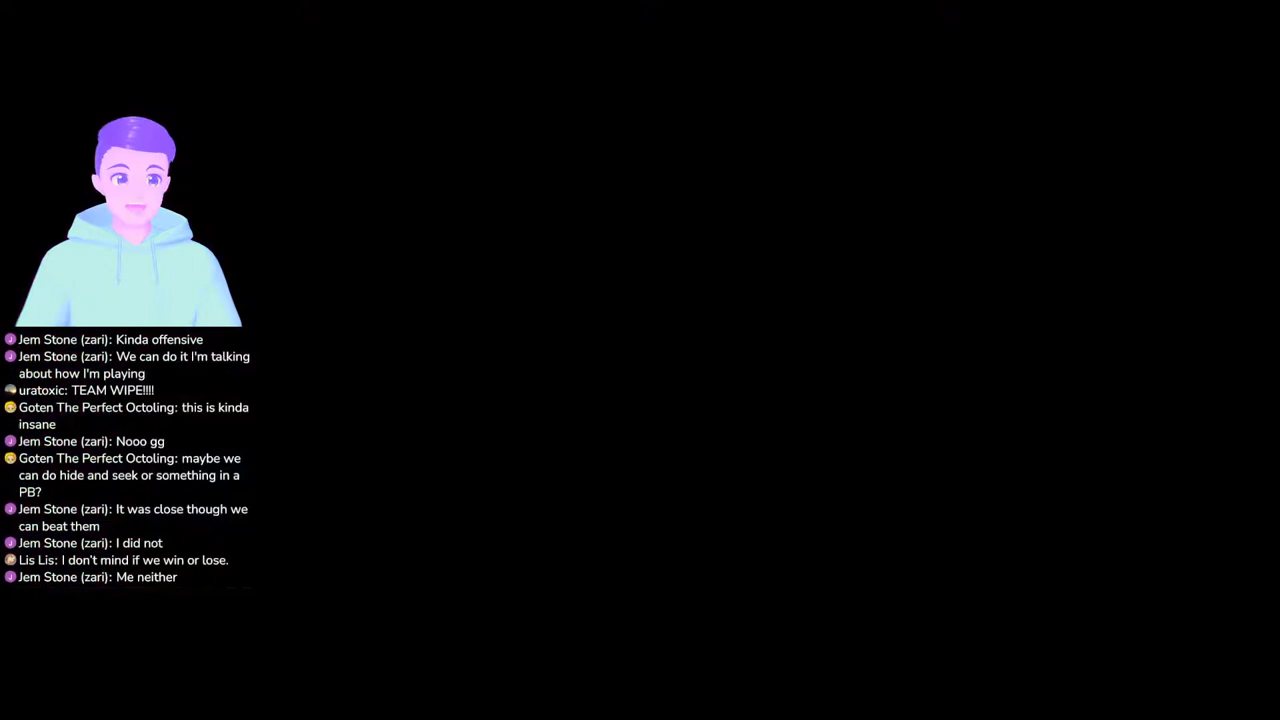 Jem Stone (zari): Kinda offensive
Jem Stone (zari): We can do it I'm talking
about how I'm playing
uratoxic: TEAM WIPE!!!!
Goten The Perfect Octoling: this is kinda
insane
Jem Stone (zari): Nooo gg
Goten The Perfect Octoling: maybe we
can do hide and seek or something in a
PB?
Jem Stone (zari): It was close though we
can beat them
Jem Stone (zari): I did not
Lis Lis: I don't mind if we win or lose.
Jem Stone (zari): Me neither